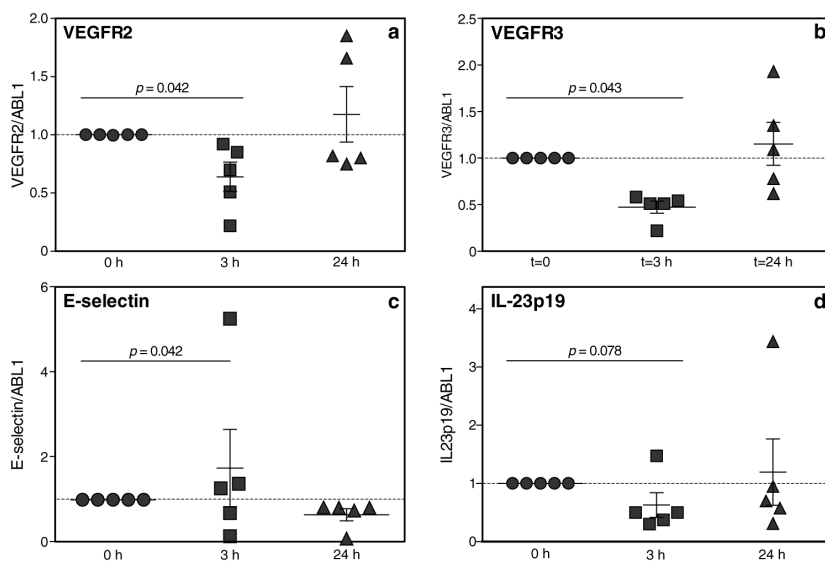 VEGFR2 a
VEGFR2/ABL1
2.0
1.5
1.0
0.5
0
p = 0.042
0 h 3 h 24 h
VEGFR3 b
VEGFR3/ABL1
2.5
2.0
1.5
1.0
0.5
0.0
p = 0.043
t=0 t=3 h t=24 h
E-selectin c
E-selectin/ABL1
6
4
2
1
0
p = 0.042
0 h 3 h 24 h
IL-23p19 d
IL23p19/ABL1
4
3
2
1
0
p = 0.078
0 h 3 h 24 h